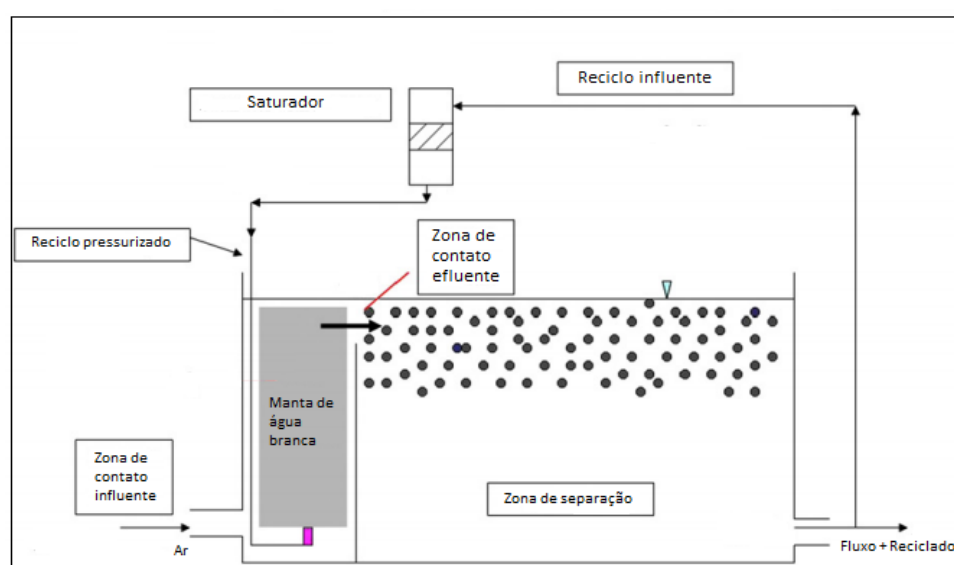 Reciclo influente
Saturador
Zona de
contato
efluente
Reciclo pressurizado
Manta de
água
branca
Zona de
contato
influente
Zona de separação
Ar
Fluxo + Reciclado